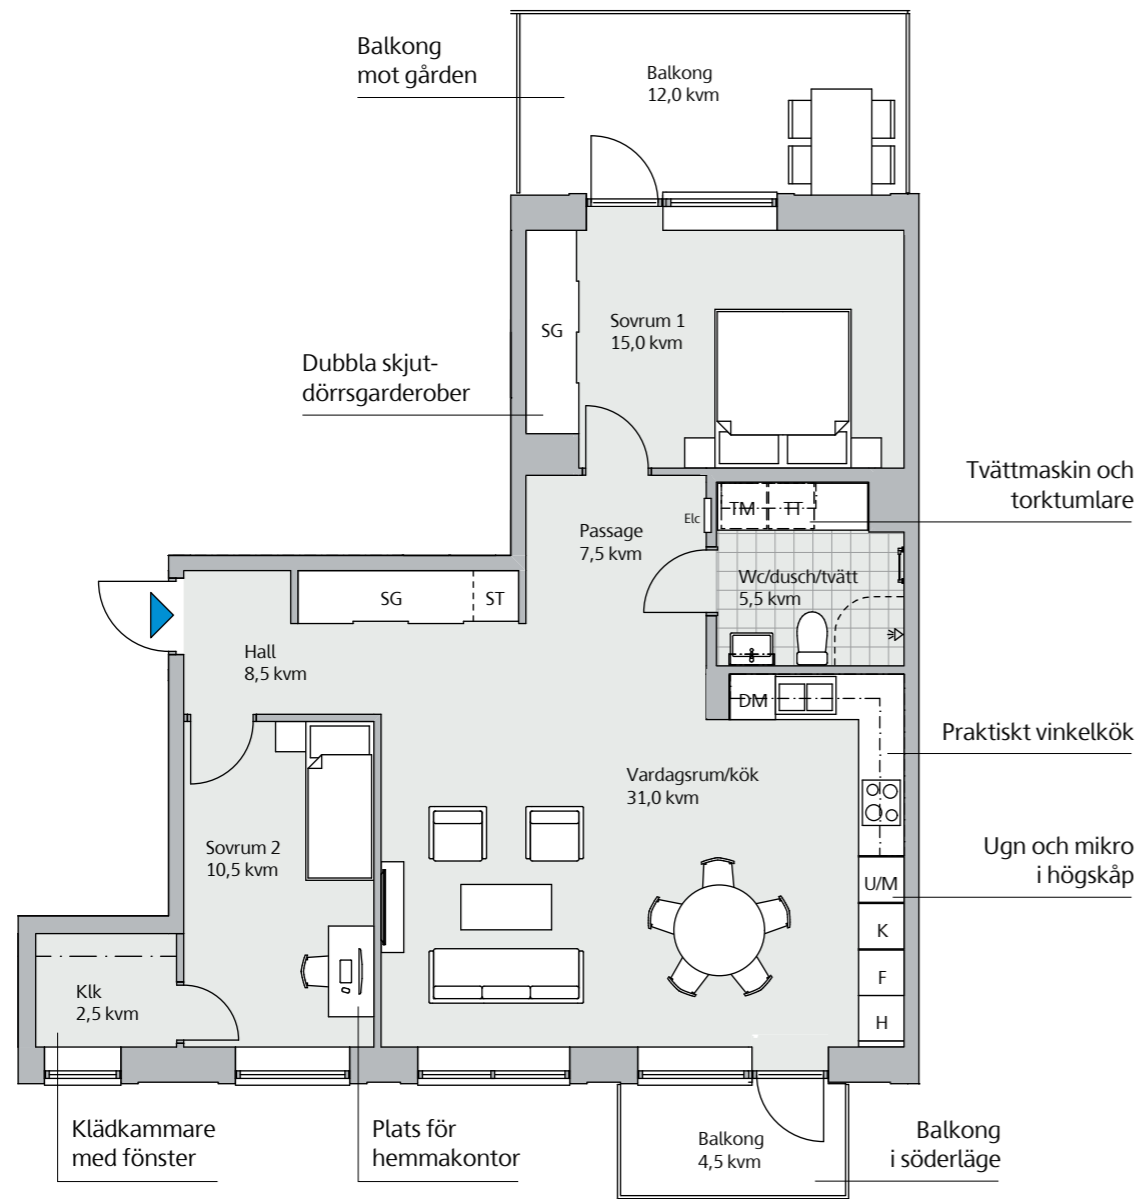 Balkong
mot gården
Balkong
12,0 kvm
Sovrum 1
15,0 kvm
SG
Dubbla skjut-
dörrsgarderober
Tvättmaskin och
torktumlare
TM
TT
Elc
Passage
7,5 kvm
Wc/dusch/tvätt
5,5 kvm
SG
ST
Hall
8,5 kvm
DM
Praktiskt vinkelkök
Vardagsrum/kök
31,0 kvm
Sovrum 2
10,5 kvm
Ugn och mikro
i högskåp
U/M
K
F
H
Klk
2,5 kvm
Klädkammare
med fönster
Plats för
hemmakontor
Balkong
4,5 kvm
Balkong
i söderläge